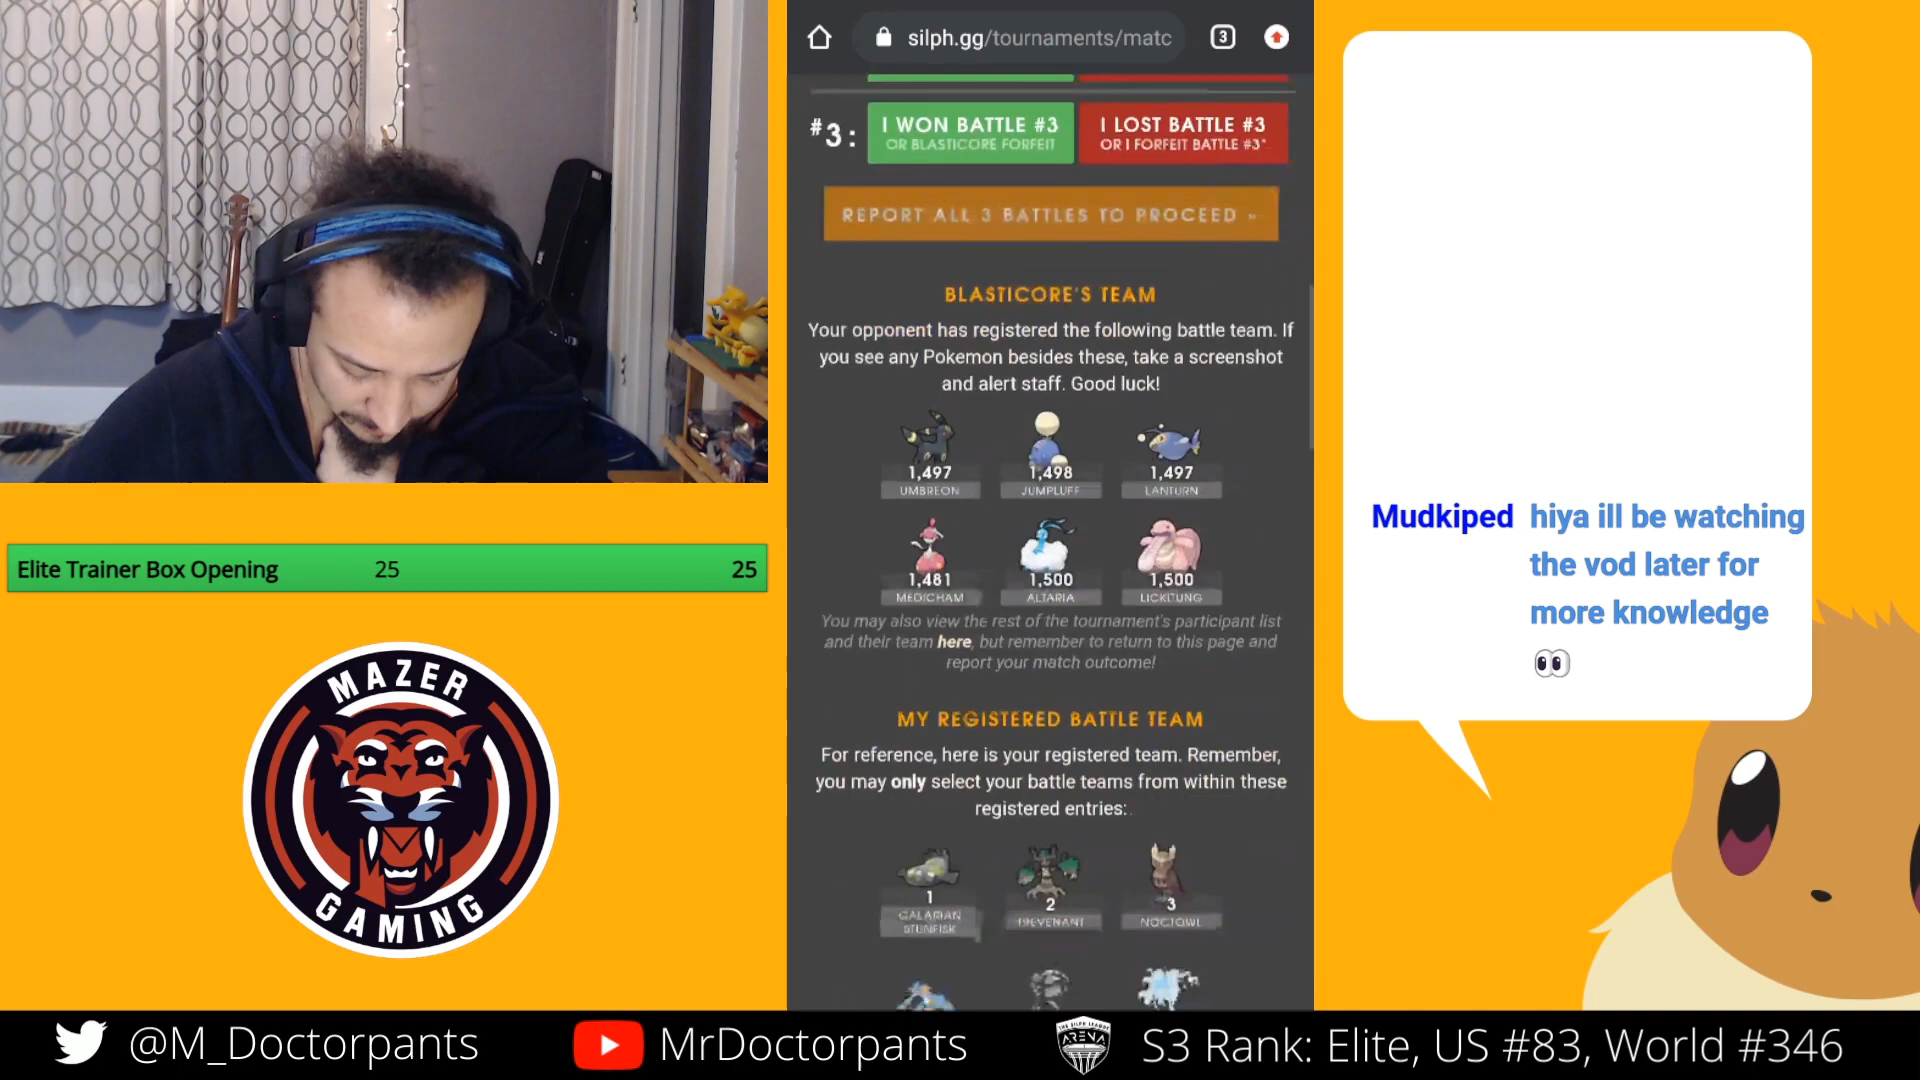 silph.gg/tournaments/matc
3
#3:
I WON BATTLE #3
OR BLASTICORE FORFEIT
I LOST BATTLE #3
OR I FORFEIT BATTLE #3*
REPORT ALL 3 BATTLES TO PROCEED »
BLASTICORE'S TEAM
Your opponent has registered the following battle team. If
you see any Pokemon besides these, take a screenshot
and alert staff. Good luck!
1,497 1,498 1,497
UMBREON JUMPLUFF LANTURN
1,481 1,500 1,500
MEDICHAM ALTARIA LICKITUNG
You may also view the rest of the tournament's participant list
and their team here, but remember to return to this page and
report your match outcome!
MY REGISTERED BATTLE TEAM
For reference, here is your registered team. Remember,
you may only select your battle teams from within these
registered entries:
1 2 3
GALARIAN
STUNFISK
TREVENANT
NOCTOWL
Mudkiped hiya ill be watching
the vod later for
more knowledge
Elite Trainer Box Opening 25 25
MAZER
GAMING
@M_Doctorpants
MrDoctorpants
THE SILPH LEAGUE
ARENA
S3 Rank: Elite, US #83, World #346